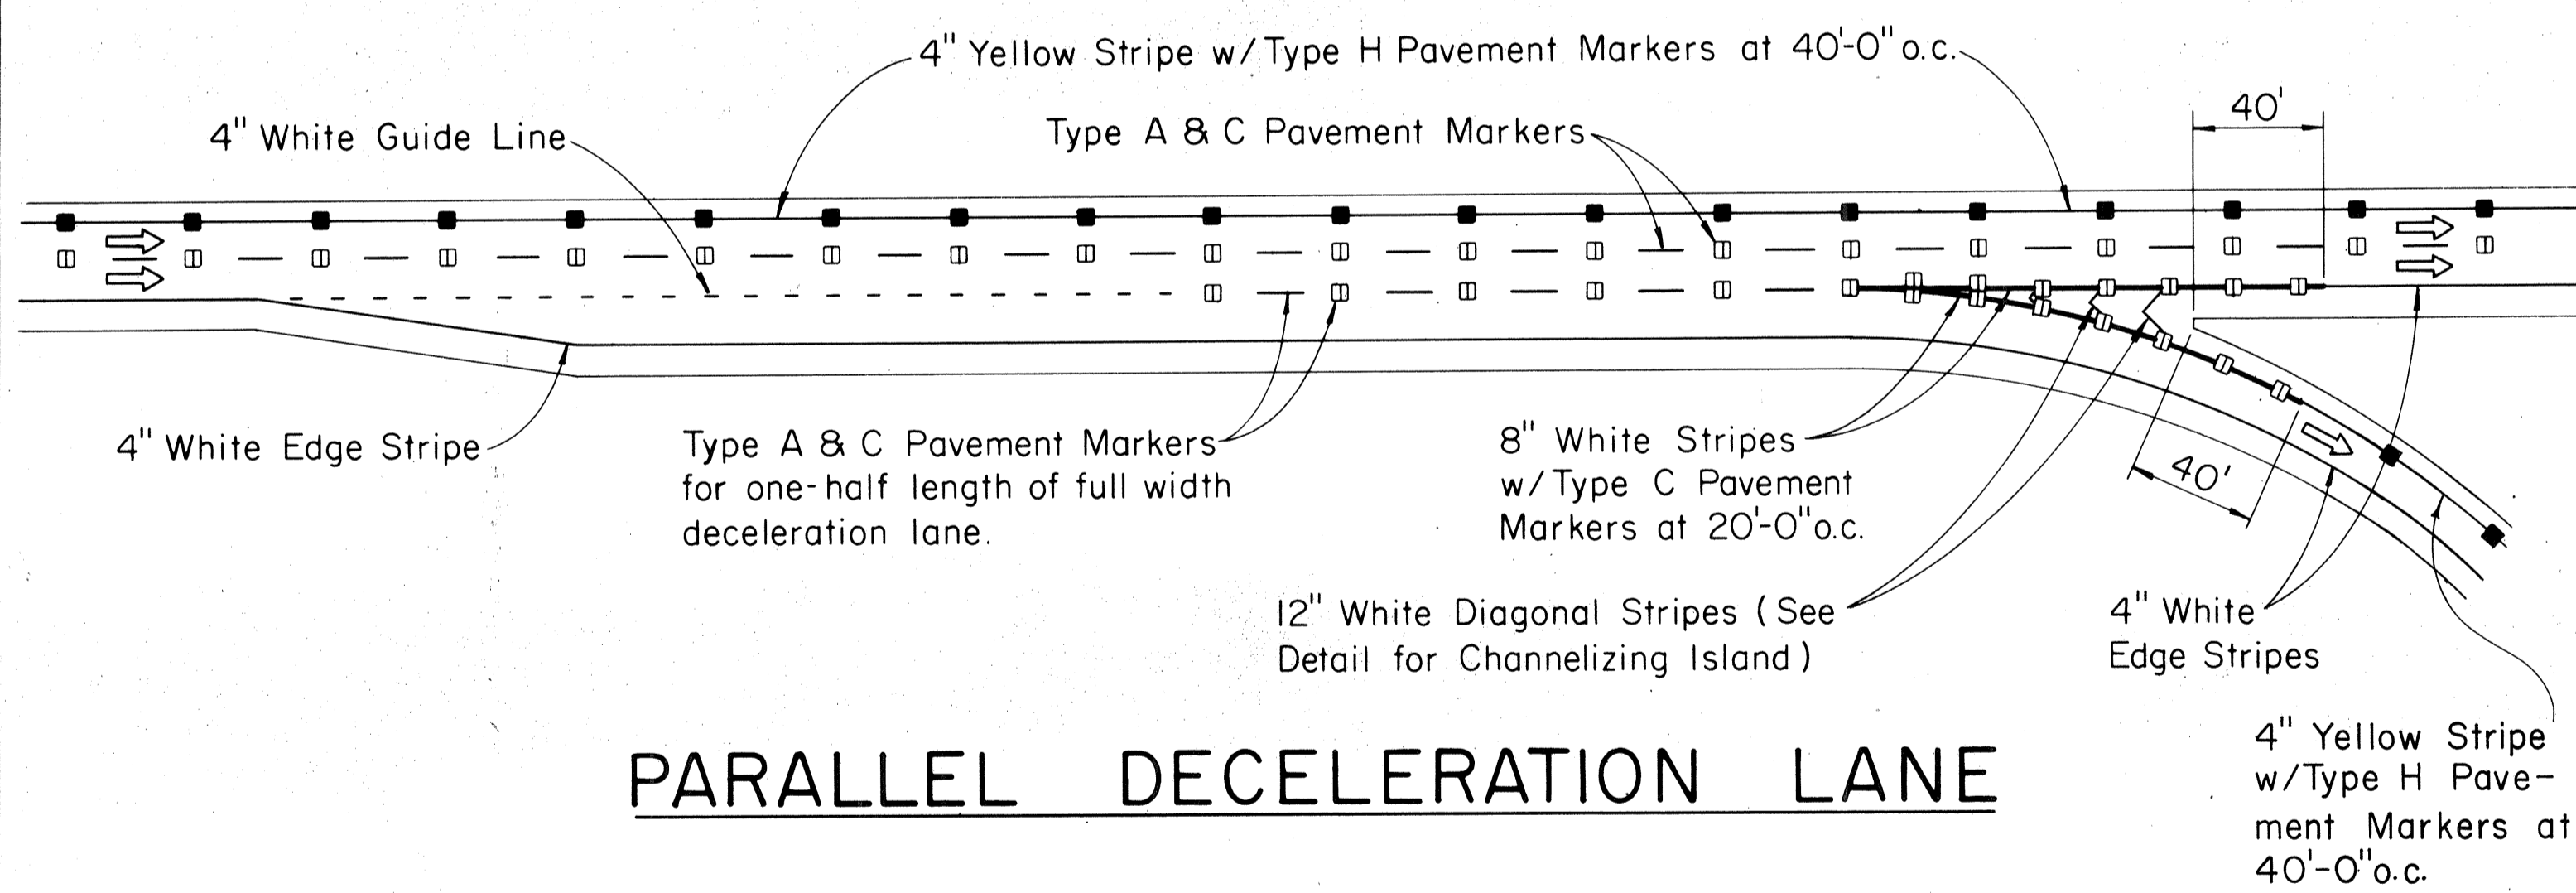 4" Yellow Stripe w/Type H Pavement Markers at 40'-0" o.c.
40'
4" White Guide Line
Type A & C Pavement Markers
4" White Edge Stripe
Type A & C Pavement Markers
for one-half length of full width
deceleration lane.
8" White Stripes
w/Type C Pavement
Markers at 20'-0" o.c.
40'
12" White Diagonal Stripes (See
Detail for Channelizing Island)
4" White
Edge Stripes
4" Yellow Stripe
w/Type H Pave-
ment Markers at
40'-0" o.c.
PARALLEL DECELERATION LANE